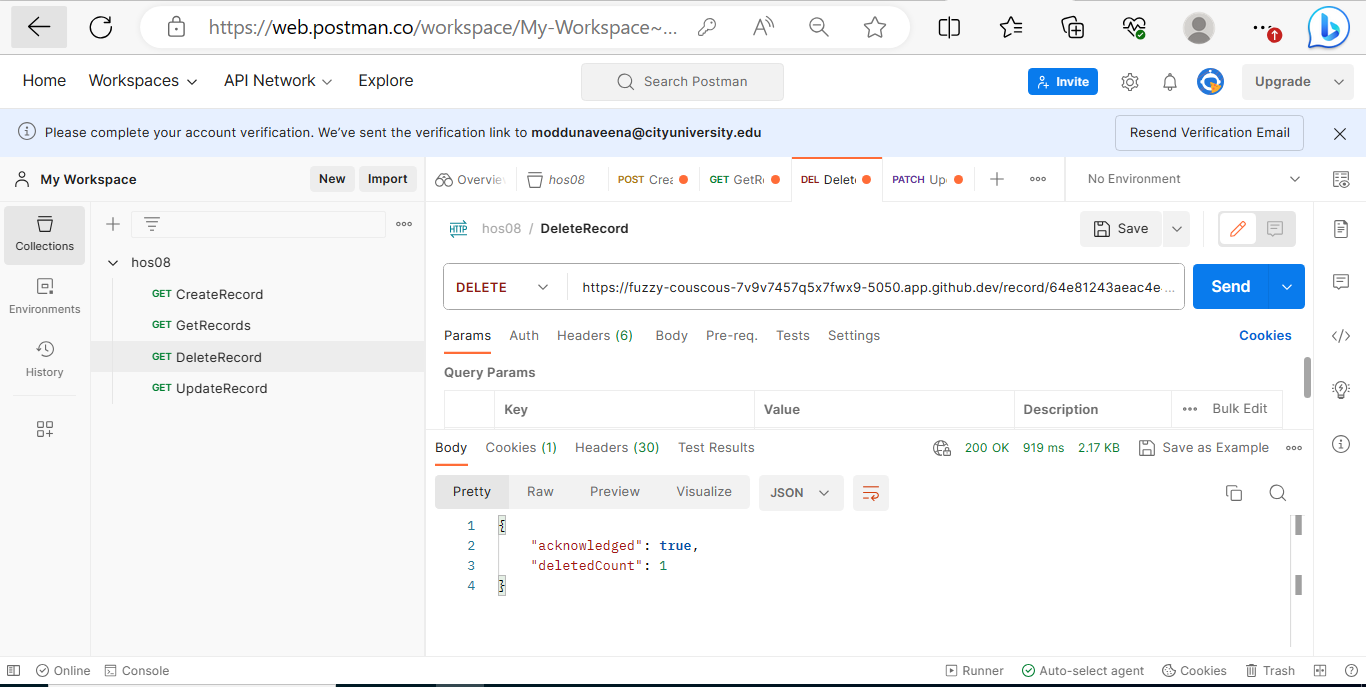 https://web.postman.co/workspace/My-Workspace~...
Home Workspaces API Network Explore Search Postman Invite Upgrade
Please complete your account verification. We've sent the verification link to moddunaveena@cityuniversity.edu Resend Verification Email
My Workspace New Import
Overvie hos08 POST Crea GET GetR DEL Delete PATCH Up No Environment
Collections
Environments
History
hos08
GET CreateRecord
GET GetRecords
GET DeleteRecord
GET UpdateRecord
HTTP hos08 / DeleteRecord Save
DELETE https://fuzzy-couscous-7v9v7457q5x7fwx9-5050.app.github.dev/record/64e81243aeac4e... Send
Params Auth Headers (6) Body Pre-req. Tests Settings Cookies
Query Params
Key Value Description Bulk Edit
Body Cookies (1) Headers (30) Test Results 200 OK 919 ms 2.17 KB Save as Example
Pretty Raw Preview Visualize JSON
1 {
2 "acknowledged": true,
3 "deletedCount": 1
4 }
Online Console Runner Auto-select agent Cookies Trash